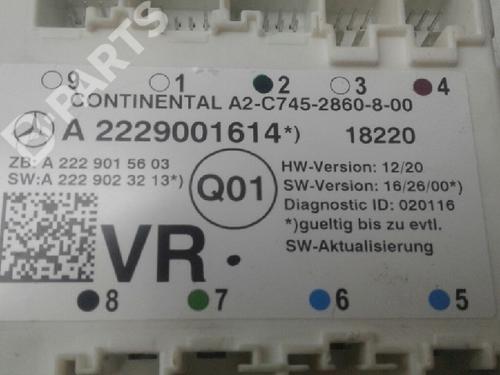 B PARTS
9 1 2 3 4
CONTINENTAL A2-C745-2860-8-00
A 2229001614*) 18220
ZB: A 222 901 56 03
SW:A 222 902 32 13*)
Q01
HW-Version: 12/20
SW-Version: 16/26/00*)
Diagnostic ID: 020116
*)gueltig bis zu evtl.
SW-Aktualisierung
VR.
8 7 6 5